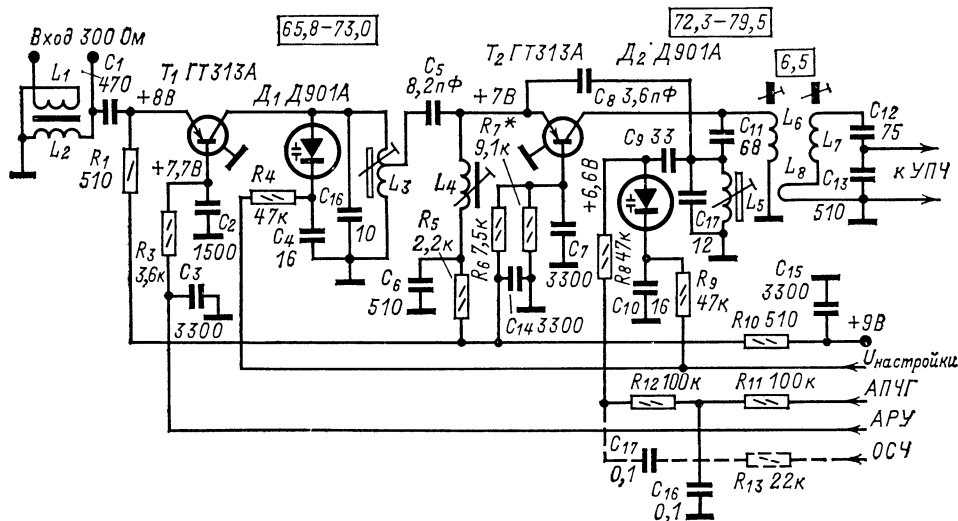 65,8–73,0
72,3–79,5
Вход 300 Ом
C1
470
L1
L2
+8В
T1 ГТ313А
Д1 Д901А
C5
8,2пФ
+7В
T2 ГТ313А
Д2 Д901А
C8 3,6пФ
6,5
R1
510
+7,7В
R4
47к
C2
1500
R3
3,6к
C3
3300
C4
16
C16
10
L3
L4
R5
2,2к
C6
510
R7*
9,1к
R6 7,5к
C14 3300
C7
3300
+6,6В
C9 33
R8 47к
C10 16
C11
68
C17
12
L5
L6
L7
L8
C12
75
C13
510
к УПЧ
R9
47к
C15
3300
R10 510
+9В
Uнастройки
R12 100к
R11 100к
АПЧГ
АРУ
C17
0,1
R13 22к
ОСЧ
C16
0,1